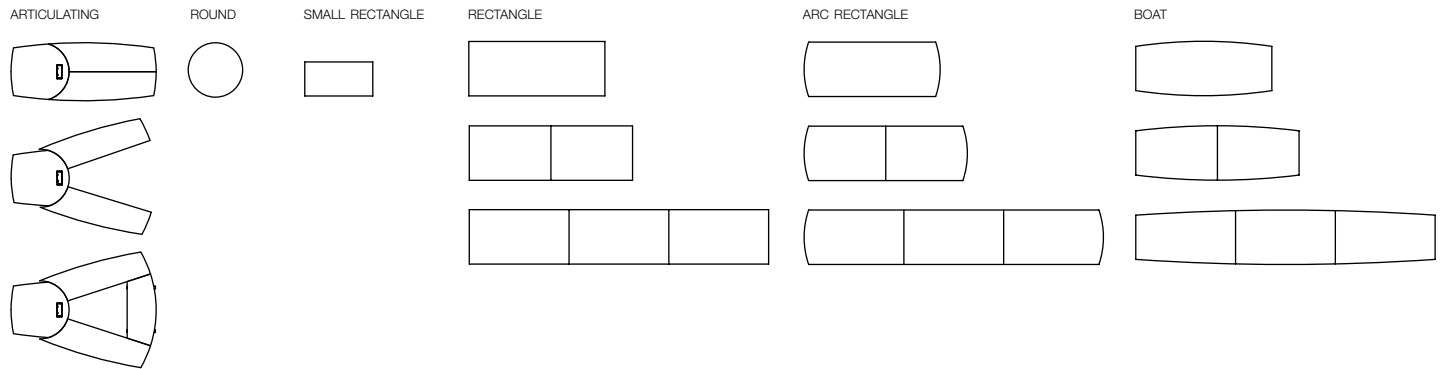 ARTICULATING
ROUND
SMALL RECTANGLE
RECTANGLE
ARC RECTANGLE
BOAT